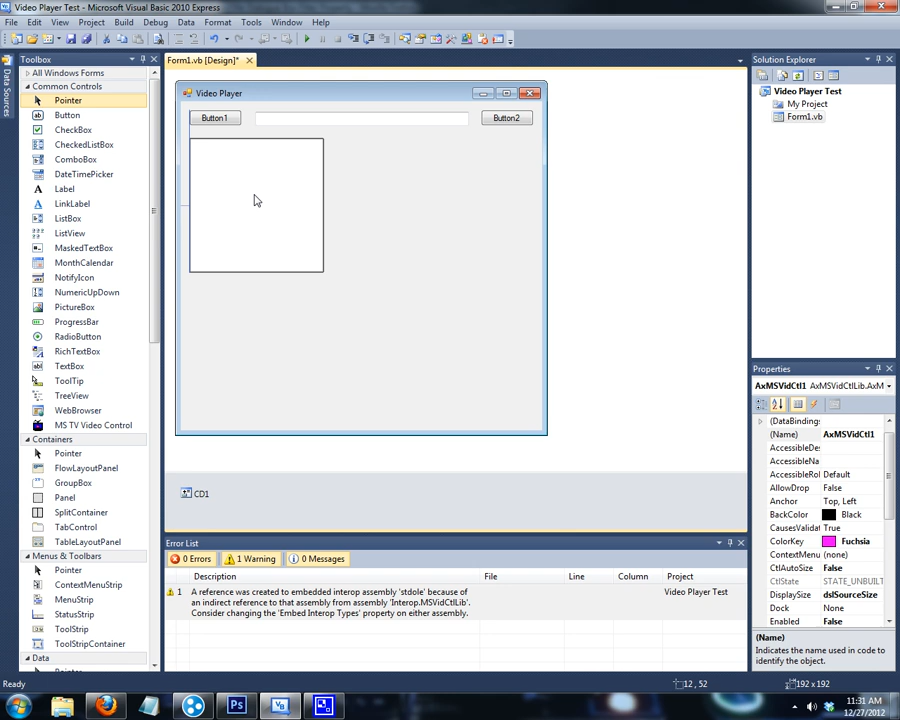 Video Player Test - Microsoft Visual Basic 2010 Express
File Edit View Project Build Debug Data Format Tools Window Help
Data Sources
Toolbox
All Windows Forms
Common Controls
Pointer
Button
CheckBox
CheckedListBox
ComboBox
DateTimePicker
Label
LinkLabel
ListBox
ListView
MaskedTextBox
MonthCalendar
NotifyIcon
NumericUpDown
PictureBox
ProgressBar
RadioButton
RichTextBox
TextBox
ToolTip
TreeView
WebBrowser
MS TV Video Control
Containers
Pointer
FlowLayoutPanel
GroupBox
Panel
SplitContainer
TabControl
TableLayoutPanel
Menus & Toolbars
Pointer
ContextMenuStrip
MenuStrip
StatusStrip
ToolStrip
ToolStripContainer
Data
Form1.vb [Design]*
Video Player
Button1 Button2
CD1
Error List
0 Errors 1 Warning 0 Messages
Description File Line Column Project
1 A reference was created to embedded interop assembly 'stdole' because of Video Player Test
an indirect reference to that assembly from assembly 'Interop.MSVidCtlLib'.
Consider changing the 'Embed Interop Types' property on either assembly.
Solution Explorer
Video Player Test
My Project
Form1.vb
Properties
AxMSVidCtl1 AxMSVidCtlLib.AxM
(DataBinding:
(Name) AxMSVidCtl1
AccessibleDe:
AccessibleNa
AccessibleRol Default
AllowDrop False
Anchor Top, Left
BackColor Black
CausesValidat True
ColorKey Fuchsia
ContextMenu (none)
CtlAutoSize False
CtlState STATE_UNBUILT
DisplaySize dslSourceSize
Dock None
Enabled False
(Name)
Indicates the name used in code to
identify the object.
Ready 12 , 52 192 x 192
Ps VB
11:31 AM
12/27/2012